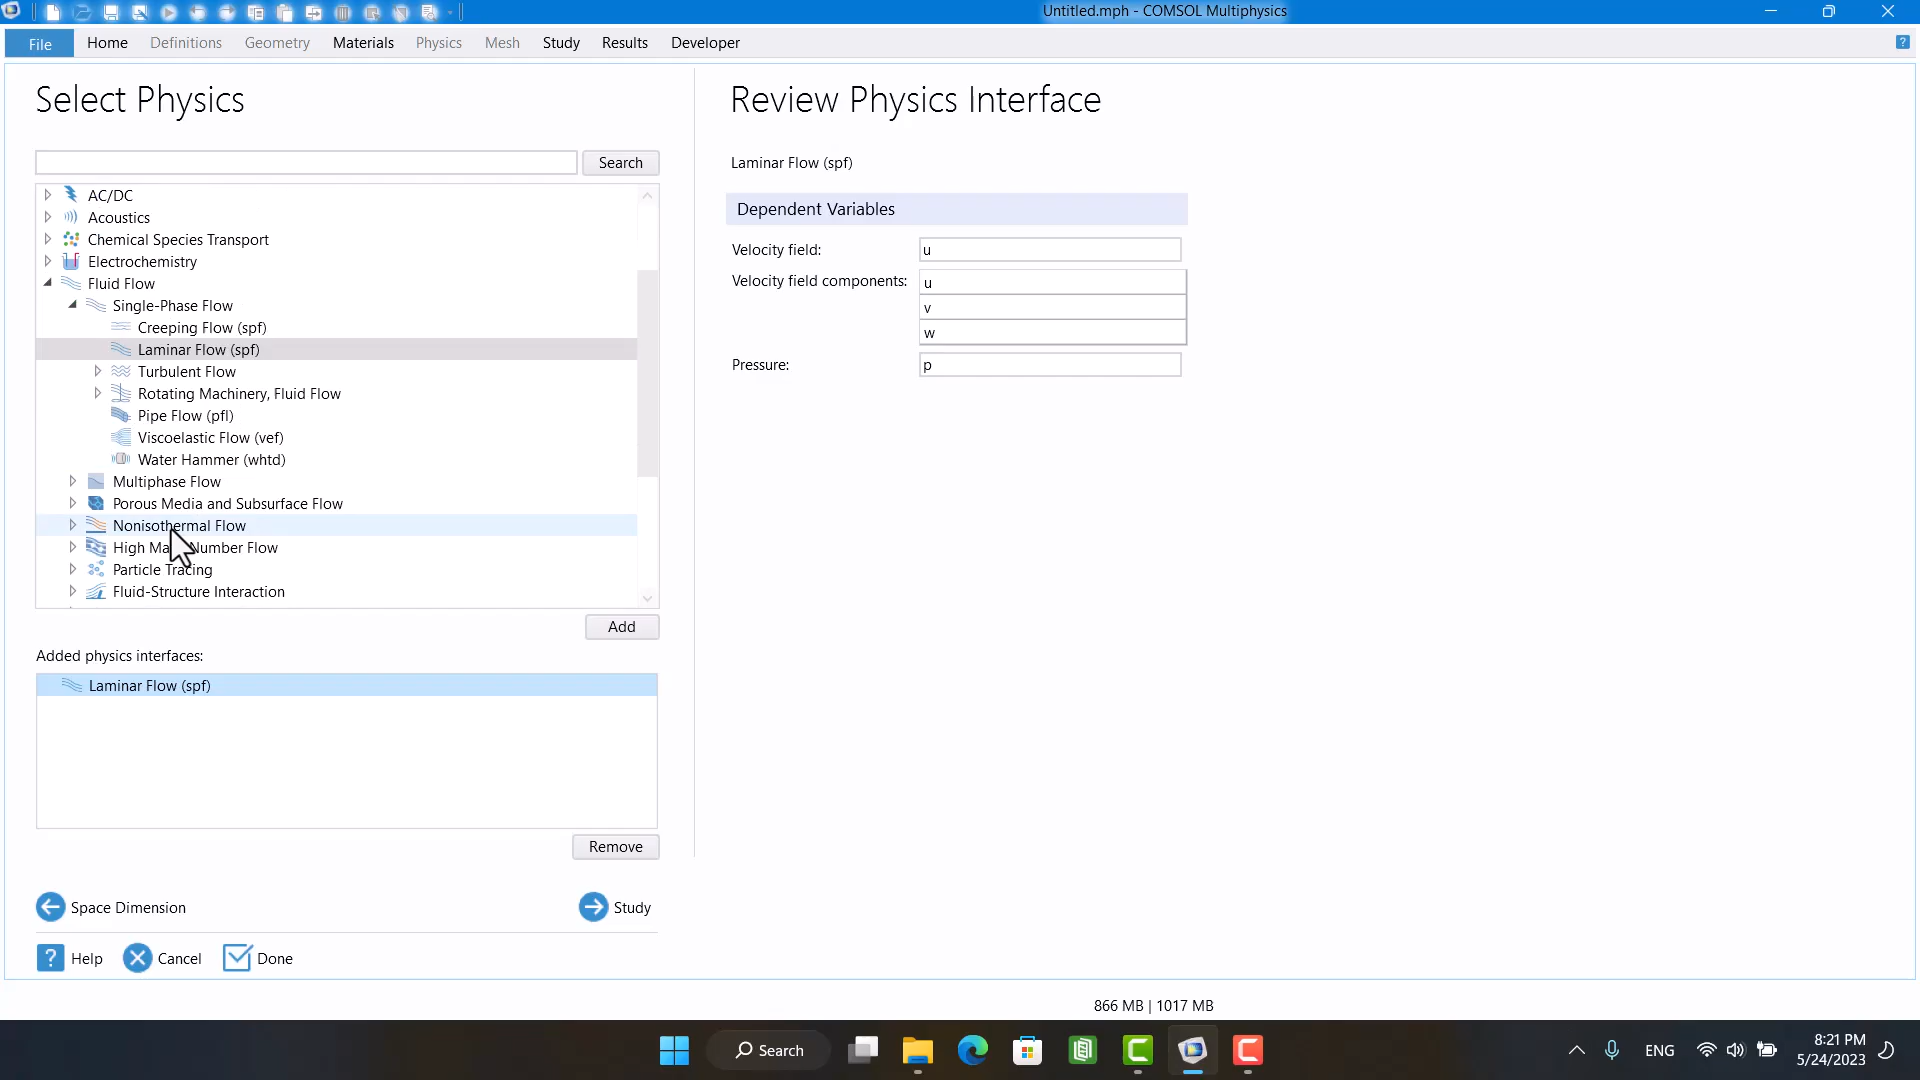 Untitled.mph - COMSOL Multiphysics
File Home Definitions Geometry Materials Physics Mesh Study Results Developer
?
Select Physics
Search
AC/DC
Acoustics
Chemical Species Transport
Electrochemistry
Fluid Flow
Single-Phase Flow
Creeping Flow (spf)
Laminar Flow (spf)
Turbulent Flow
Rotating Machinery, Fluid Flow
Pipe Flow (pfl)
Viscoelastic Flow (vef)
Water Hammer (whtd)
Multiphase Flow
Porous Media and Subsurface Flow
Nonisothermal Flow
High Ma Number Flow
Particle Tracing
Fluid-Structure Interaction
Add
Added physics interfaces:
Laminar Flow (spf)
Remove
Space Dimension
Study
? Help Cancel Done
Review Physics Interface
Laminar Flow (spf)
Dependent Variables
Velocity field: u
Velocity field components: u
v
w
Pressure: p
866 MB | 1017 MB
Search
ENG
8:21 PM
5/24/2023